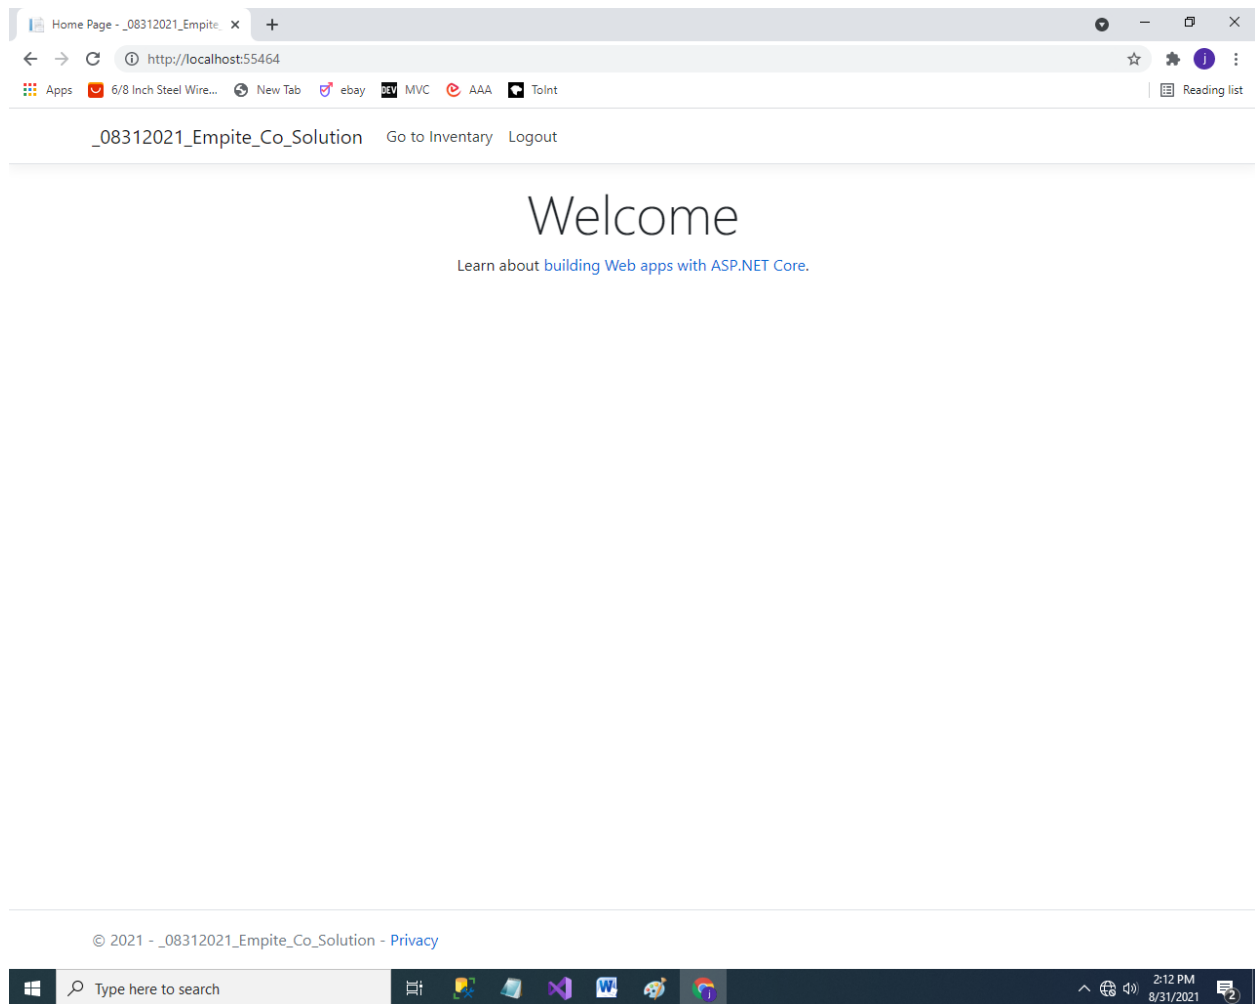 Home Page - _08312021_Empite_
http://localhost:55464
Apps 6/8 Inch Steel Wire... New Tab ebay DEV MVC AAA ToInt Reading list
_08312021_Empite_Co_Solution Go to Inventary Logout
Welcome
Learn about building Web apps with ASP.NET Core.
© 2021 - _08312021_Empite_Co_Solution - Privacy
Type here to search
2:12 PM
8/31/2021
2